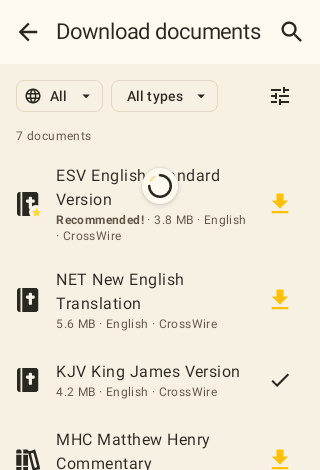 Download documents
All
All types
7 documents
ESV English Standard
Version
Recommended! · 3.8 MB · English
· CrossWire
NET New English
Translation
5.6 MB · English · CrossWire
KJV King James Version
4.2 MB · English · CrossWire
MHC Matthew Henry
Commentary